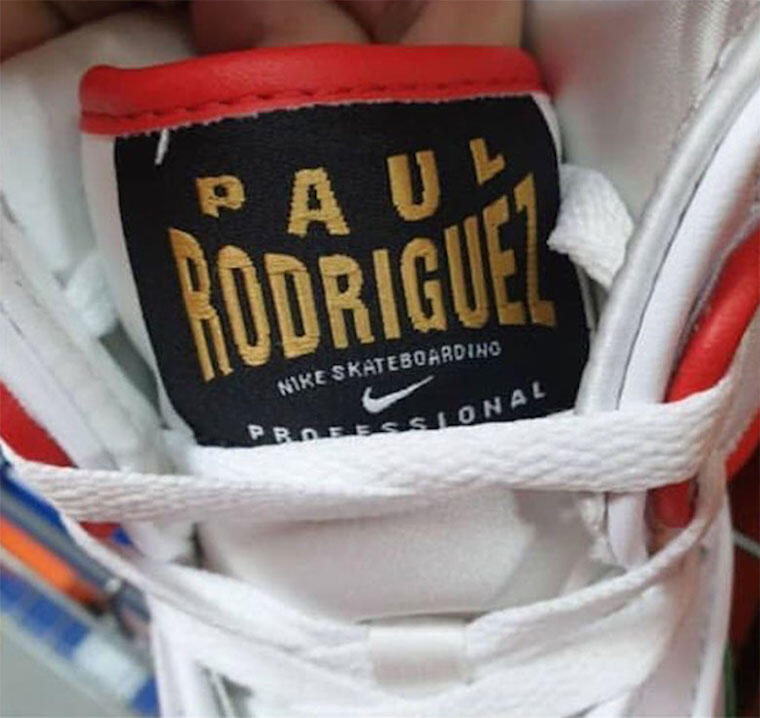 PAUL
RODRIGUEZ
NIKE SKATEBOARDING
PROFESSIONAL